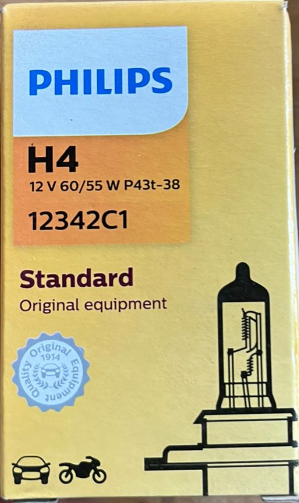 PHILIPS
H4
12 V 60/55 W P43t-38
12342C1
Standard
Original equipment
Original
1914
Equipment
Quality